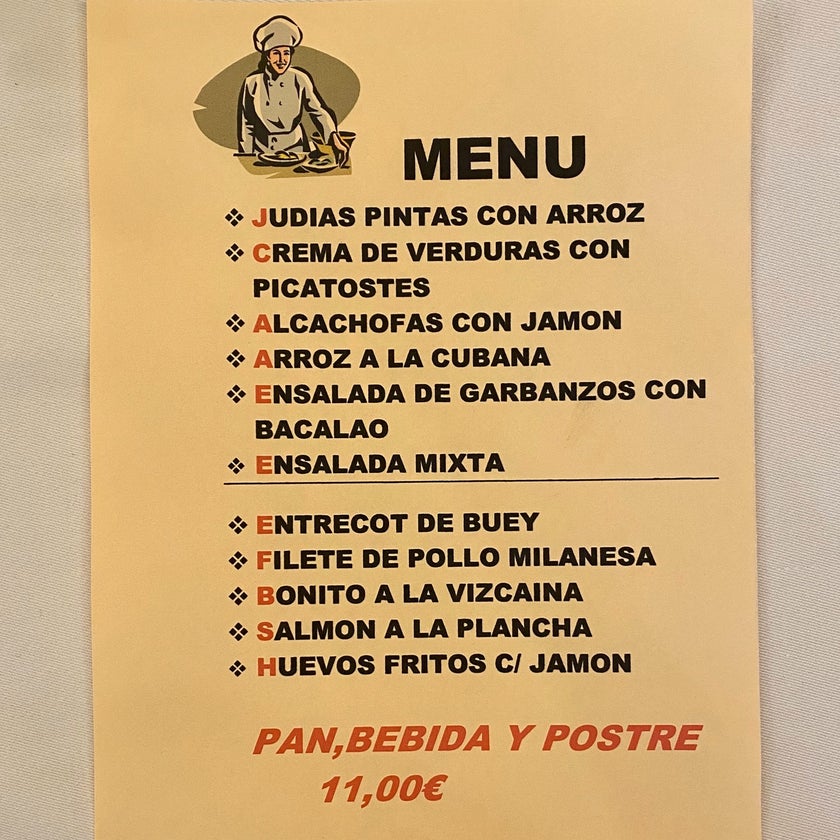 MENU
❖ JUDIAS PINTAS CON ARROZ
❖ CREMA DE VERDURAS CON
PICATOSTES
❖ ALCACHOFAS CON JAMON
❖ ARROZ A LA CUBANA
❖ ENSALADA DE GARBANZOS CON
BACALAO
❖ ENSALADA MIXTA
❖ ENTRECOT DE BUEY
❖ FILETE DE POLLO MILANESA
❖ BONITO A LA VIZCAINA
❖ SALMON A LA PLANCHA
❖ HUEVOS FRITOS C/ JAMON
PAN,BEBIDA Y POSTRE
11,00€